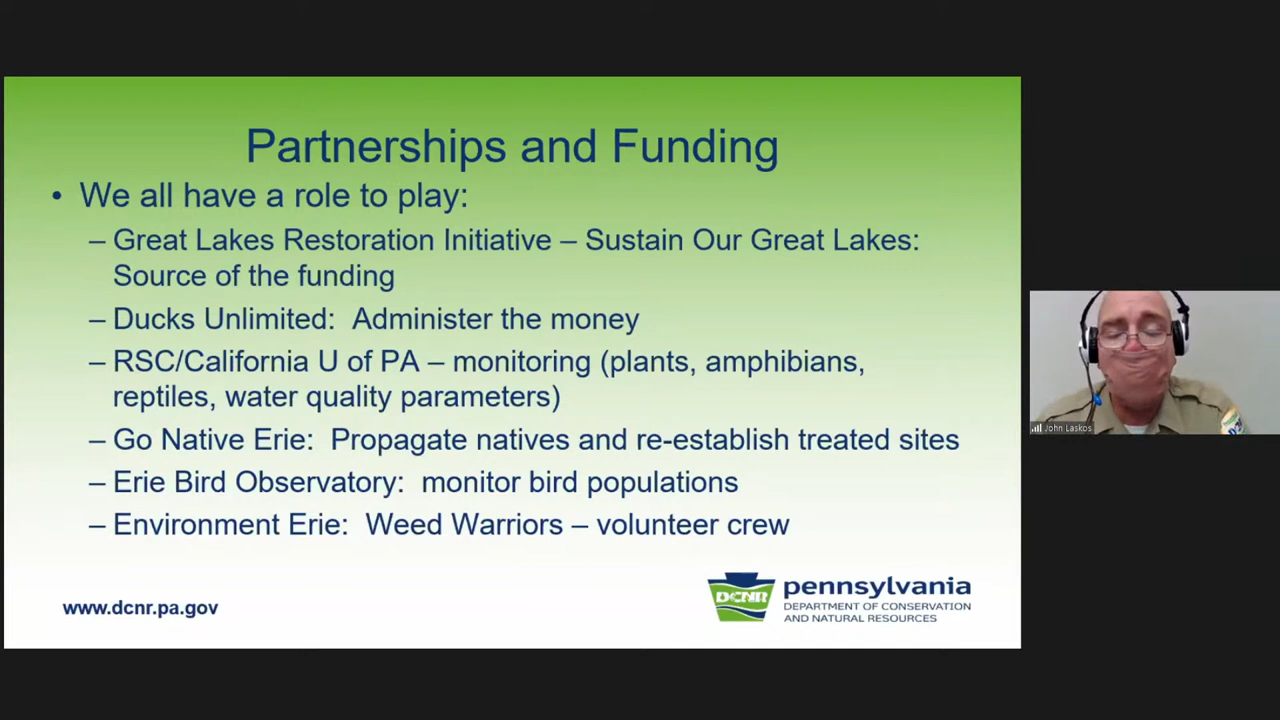 Partnerships and Funding
• We all have a role to play:
– Great Lakes Restoration Initiative – Sustain Our Great Lakes:
Source of the funding
– Ducks Unlimited: Administer the money
– RSC/California U of PA – monitoring (plants, amphibians,
reptiles, water quality parameters)
– Go Native Erie: Propagate natives and re-establish treated sites
– Erie Bird Observatory: monitor bird populations
– Environment Erie: Weed Warriors – volunteer crew
www.dcnr.pa.gov
DCNR
pennsylvania
DEPARTMENT OF CONSERVATION
AND NATURAL RESOURCES
John Laskos